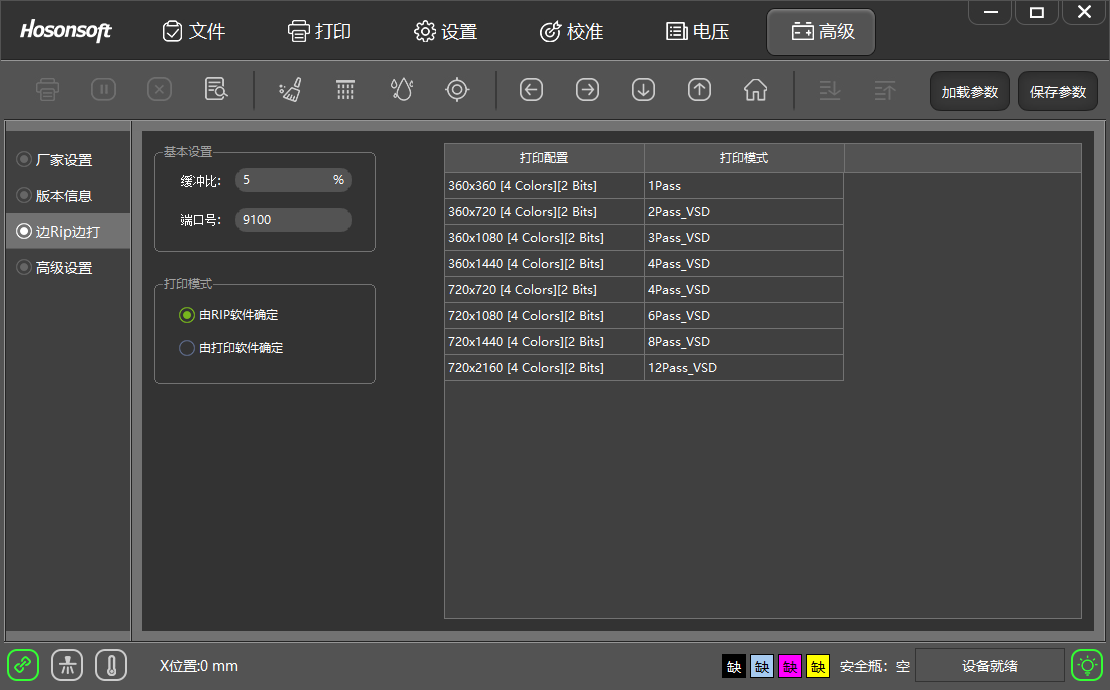 Hosonsoft 文件 打印 设置 校准 电压 高级
加载参数 保存参数
厂家设置
版本信息
边Rip边打
高级设置
基本设置
缓冲比: 5 %
端口号: 9100
打印模式
由RIP软件确定
由打印软件确定
打印配置 打印模式
360x360 [4 Colors][2 Bits] 1Pass
360x720 [4 Colors][2 Bits] 2Pass_VSD
360x1080 [4 Colors][2 Bits] 3Pass_VSD
360x1440 [4 Colors][2 Bits] 4Pass_VSD
720x720 [4 Colors][2 Bits] 4Pass_VSD
720x1080 [4 Colors][2 Bits] 6Pass_VSD
720x1440 [4 Colors][2 Bits] 8Pass_VSD
720x2160 [4 Colors][2 Bits] 12Pass_VSD
X位置:0 mm 缺 缺 缺 缺 安全瓶: 空 设备就绪